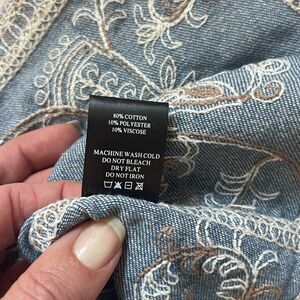 80% COTTON
10% POLYESTER
10% VISCOSE
MACHINE WASH COLD
DO NOT BLEACH
DRY FLAT
DO NOT IRON